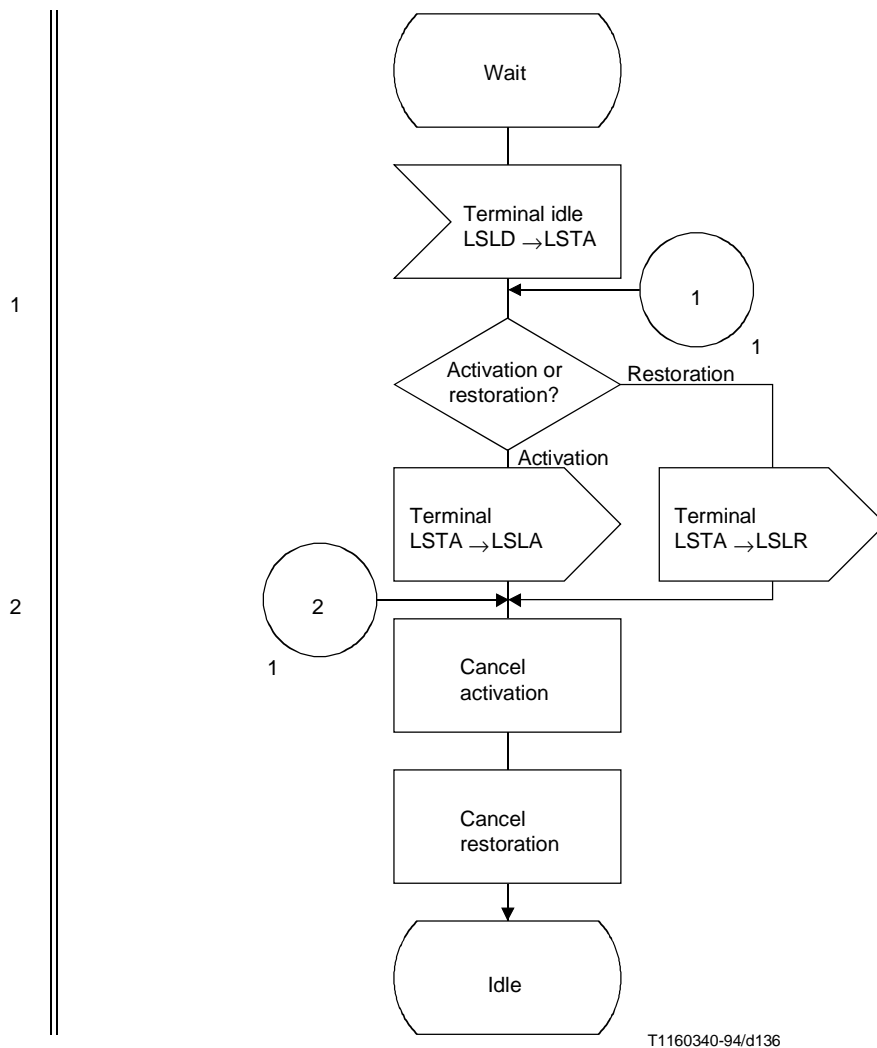 Wait
Terminal idle
LSLD → LSTA
1
1
1
Activation or
restoration?
Restoration
Activation
Terminal
LSTA → LSLA
Terminal
LSTA → LSLR
2
2
1
Cancel
activation
Cancel
restoration
Idle
T1160340-94/d136